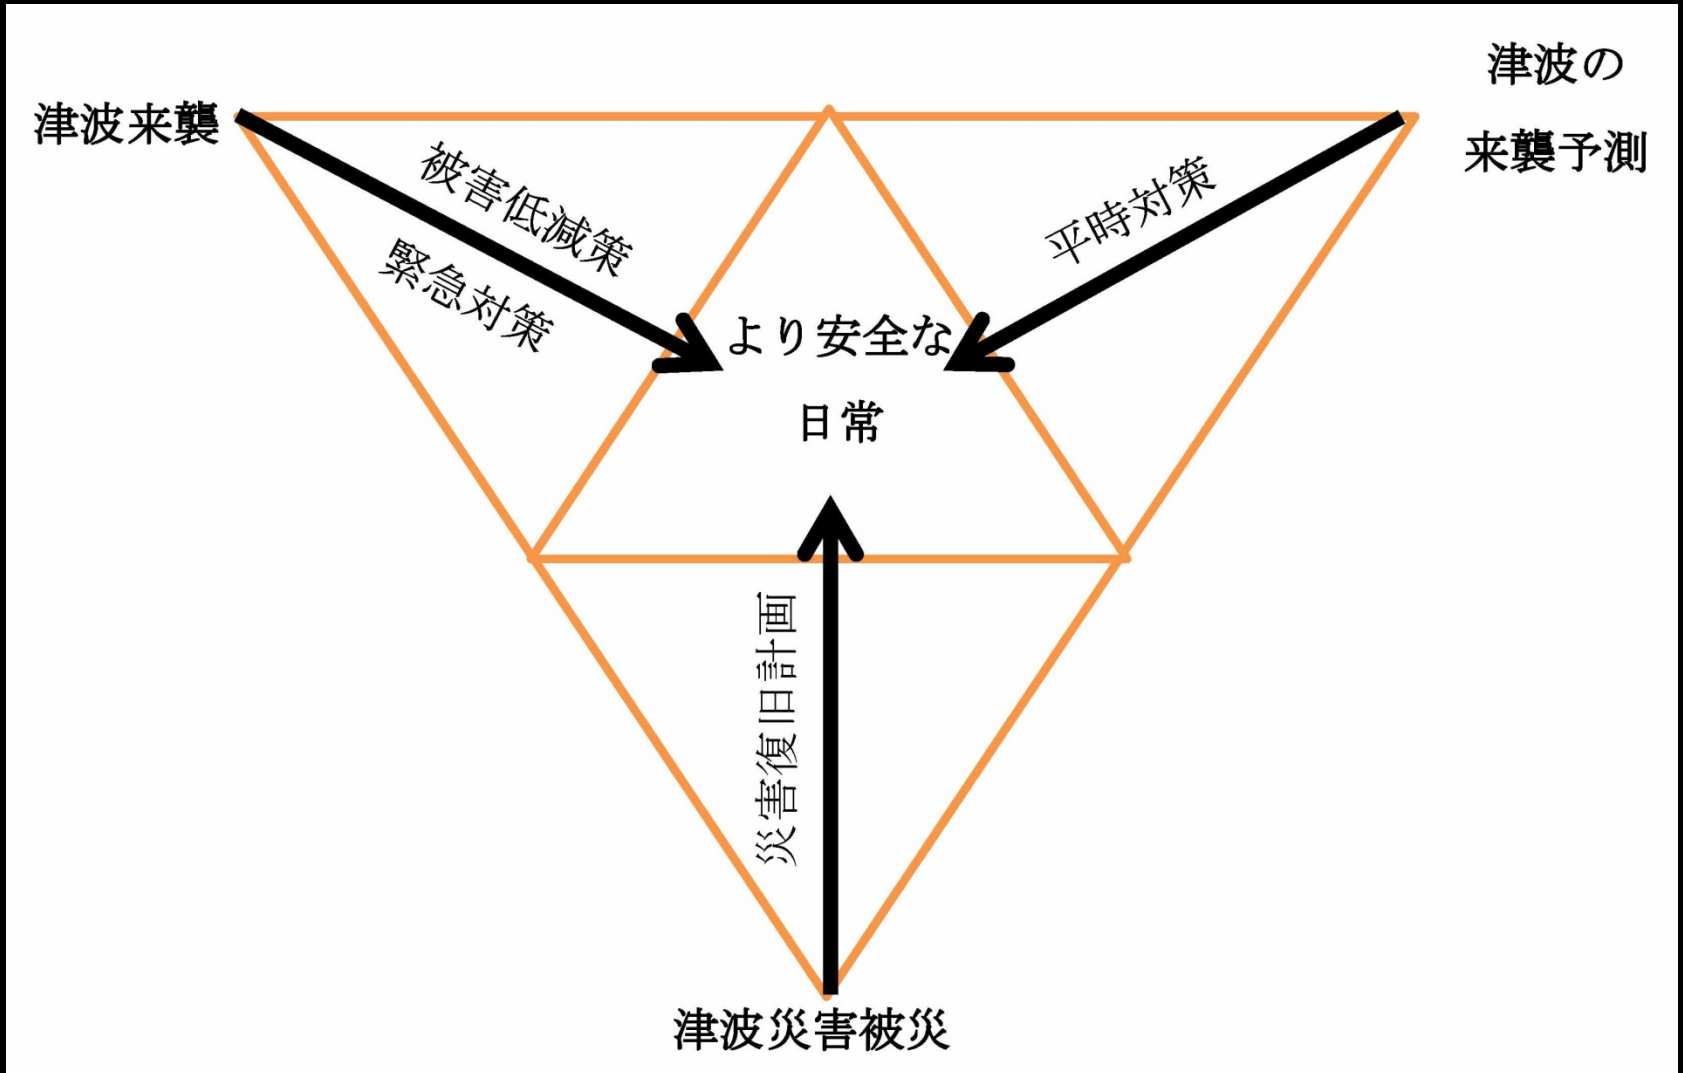 津波の
来襲予測
津波来襲
被害低減策
緊急対策
平時対策
より安全な
日常
災害復旧計画
津波災害被災